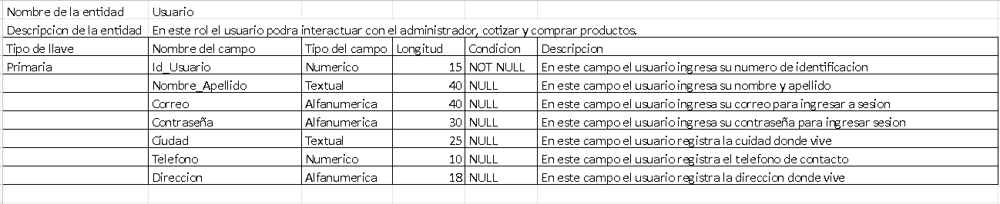 Nombre de la entidad Usuario
Descripcion de la entidad En este rol el usuario podra interactuar con el administrador, cotizar y comprar productos.
Tipo de llave Nombre del campo Tipo del campo Longitud Condicion Descripcion
Primaria Id_Usuario Numerico 15 NOT NULL En este campo el usuario ingresa su numero de identificacion
Nombre_Apellido Textual 40 NULL En este campo el usuario ingresa su nombre y apellido
Correo Alfanumerica 40 NULL En este campo el usuario ingresa su correo para ingresar a sesion
Contraseña Alfanumerica 30 NULL En este campo el usuario ingresa su contraseña para ingresar sesion
Ciudad Textual 25 NULL En este campo el usuario registra la cuidad donde vive
Telefono Numerico 10 NULL En este campo el usuario registra el telefono de contacto
Direccion Alfanumerica 18 NULL En este campo el usuario registra la direccion donde vive